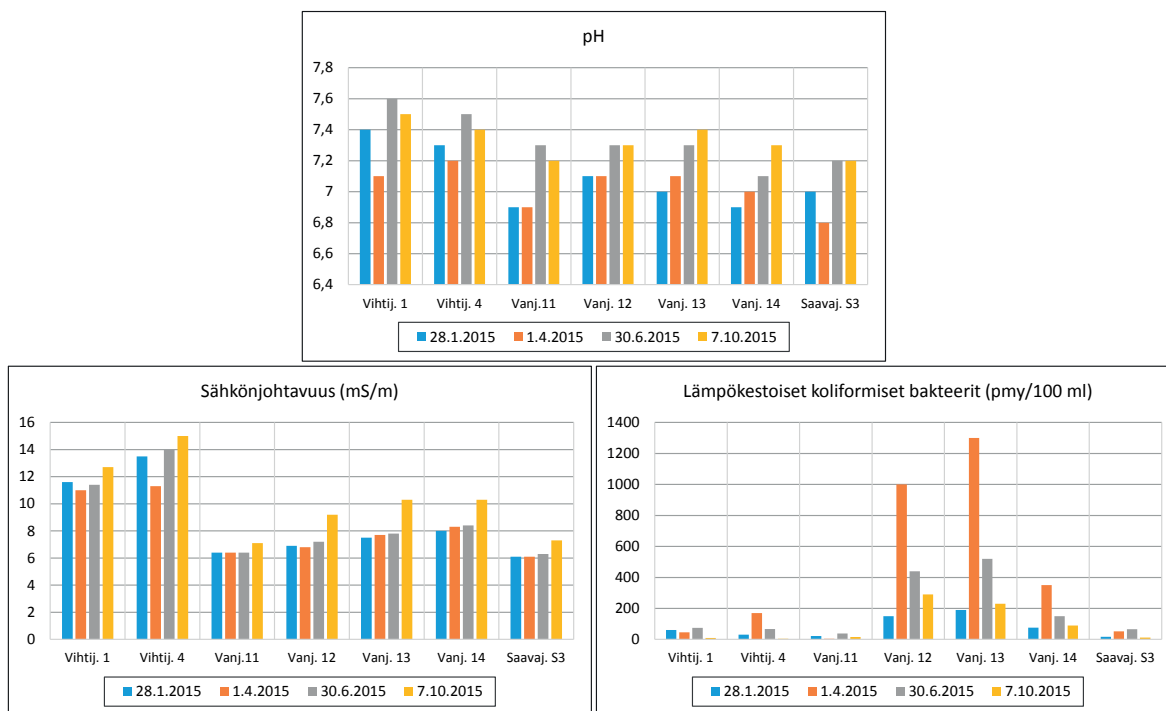 pH
7,8
7,6
7,4
7,2
7
6,8
6,6
6,4
Vihtij. 1 Vihtij. 4 Vanj.11 Vanj. 12 Vanj. 13 Vanj. 14 Saavaj. S3
28.1.2015 1.4.2015 30.6.2015 7.10.2015
Sähkönjohtavuus (mS/m)
16
14
12
10
8
6
4
2
0
Vihtij. 1 Vihtij. 4 Vanj.11 Vanj. 12 Vanj. 13 Vanj. 14 Saavaj. S3
28.1.2015 1.4.2015 30.6.2015 7.10.2015
Lämpökestoiset koliformiset bakteerit (pmy/100 ml)
1400
1200
1000
800
600
400
200
0
Vihtij. 1 Vihtij. 4 Vanj.11 Vanj. 12 Vanj. 13 Vanj. 14 Saavaj. S3
28.1.2015 1.4.2015 30.6.2015 7.10.2015